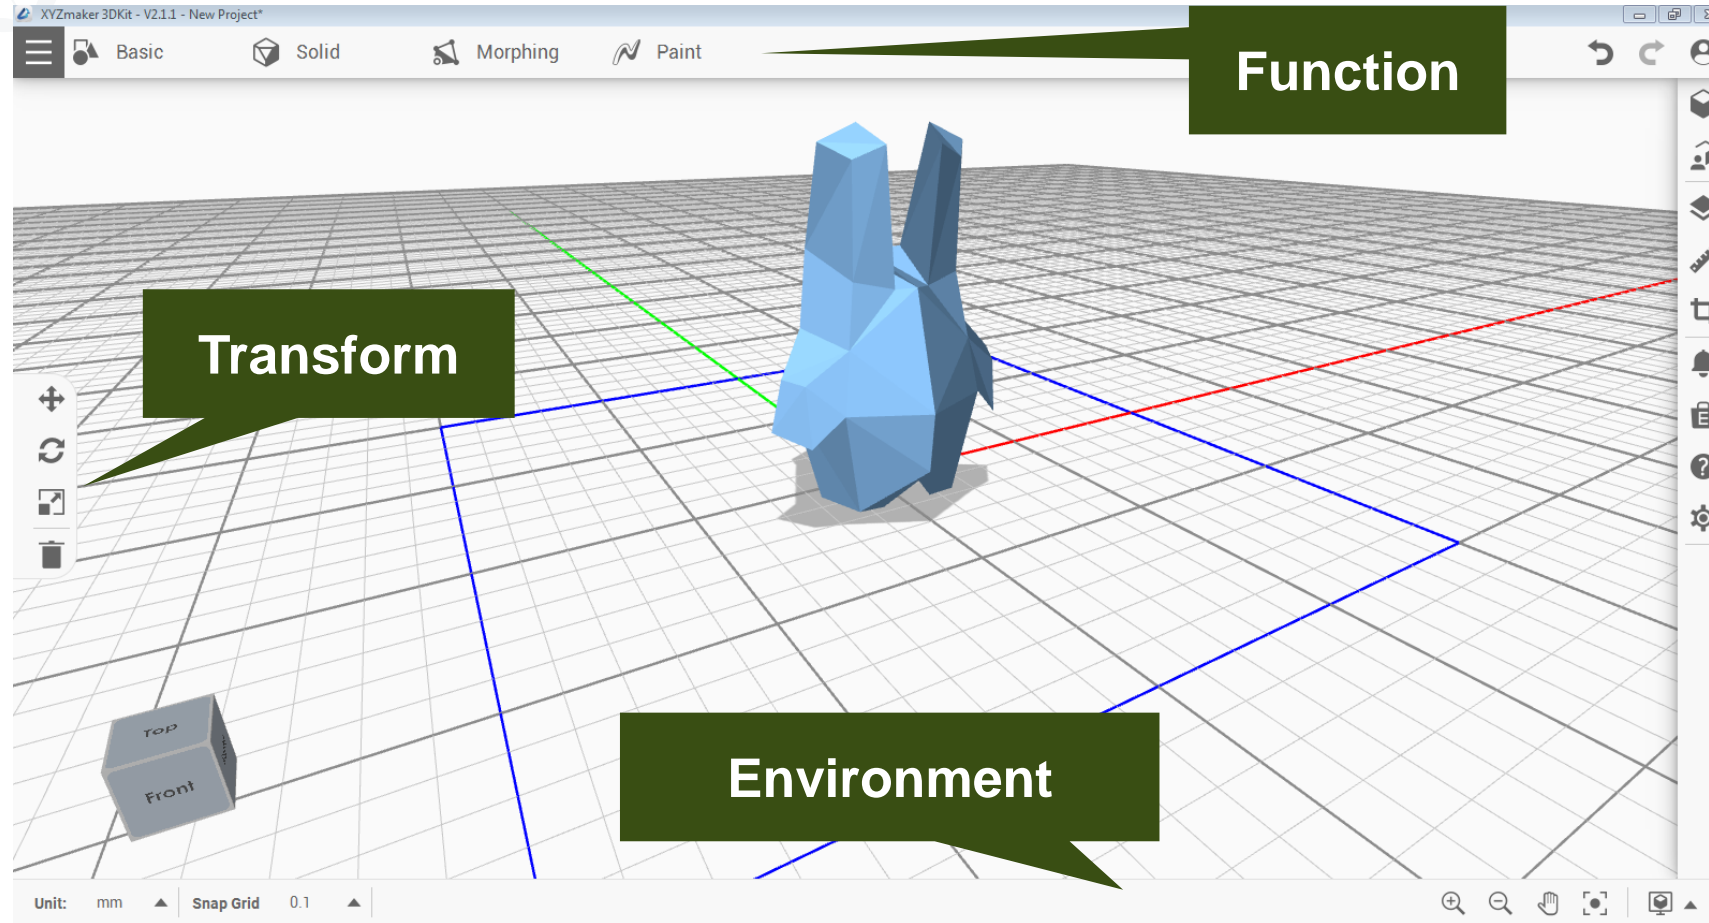 XYZmaker 3DKit - V2.1.1 - New Project*
Basic
Solid
Morphing
Paint
Function
Transform
Top
Front
Environment
Unit: mm
Snap Grid 0.1